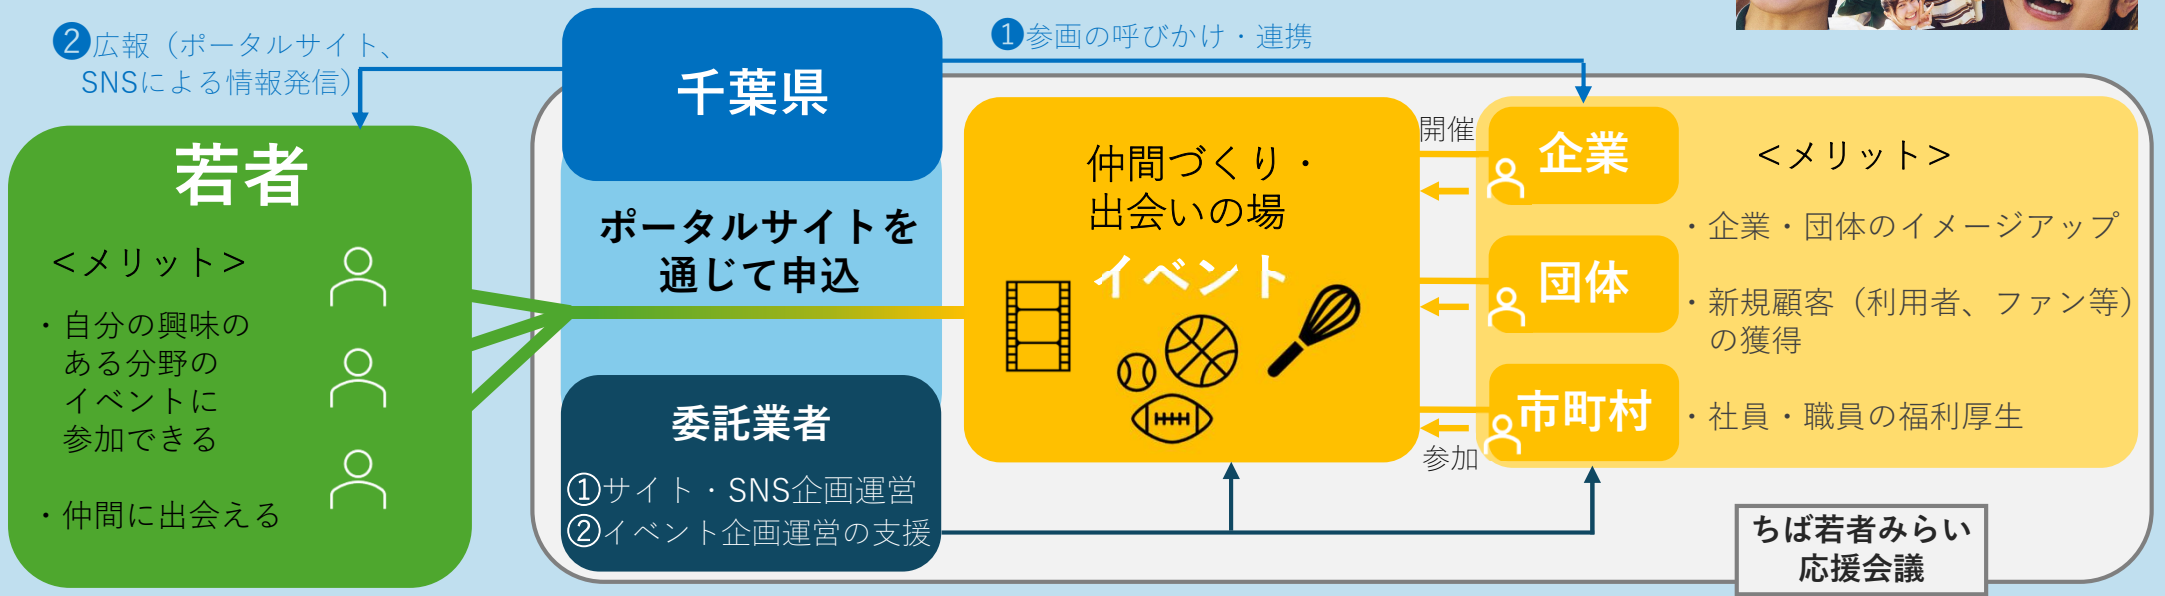 ❷広報（ポータルサイト、
SNSによる情報発信）
千葉県
❶参画の呼びかけ・連携
若者
＜メリット＞
・自分の興味の
ある分野の
イベントに
参加できる
・仲間に出会える
ポータルサイトを
通じて申込
委託業者
①サイト・SNS企画運営
②イベント企画運営の支援
仲間づくり・
出会いの場
イベント
開催
参加
企業
団体
市町村
＜メリット＞
・企業・団体のイメージアップ
・新規顧客（利用者、ファン等）
の獲得
・社員・職員の福利厚生
ちば若者みらい
応援会議